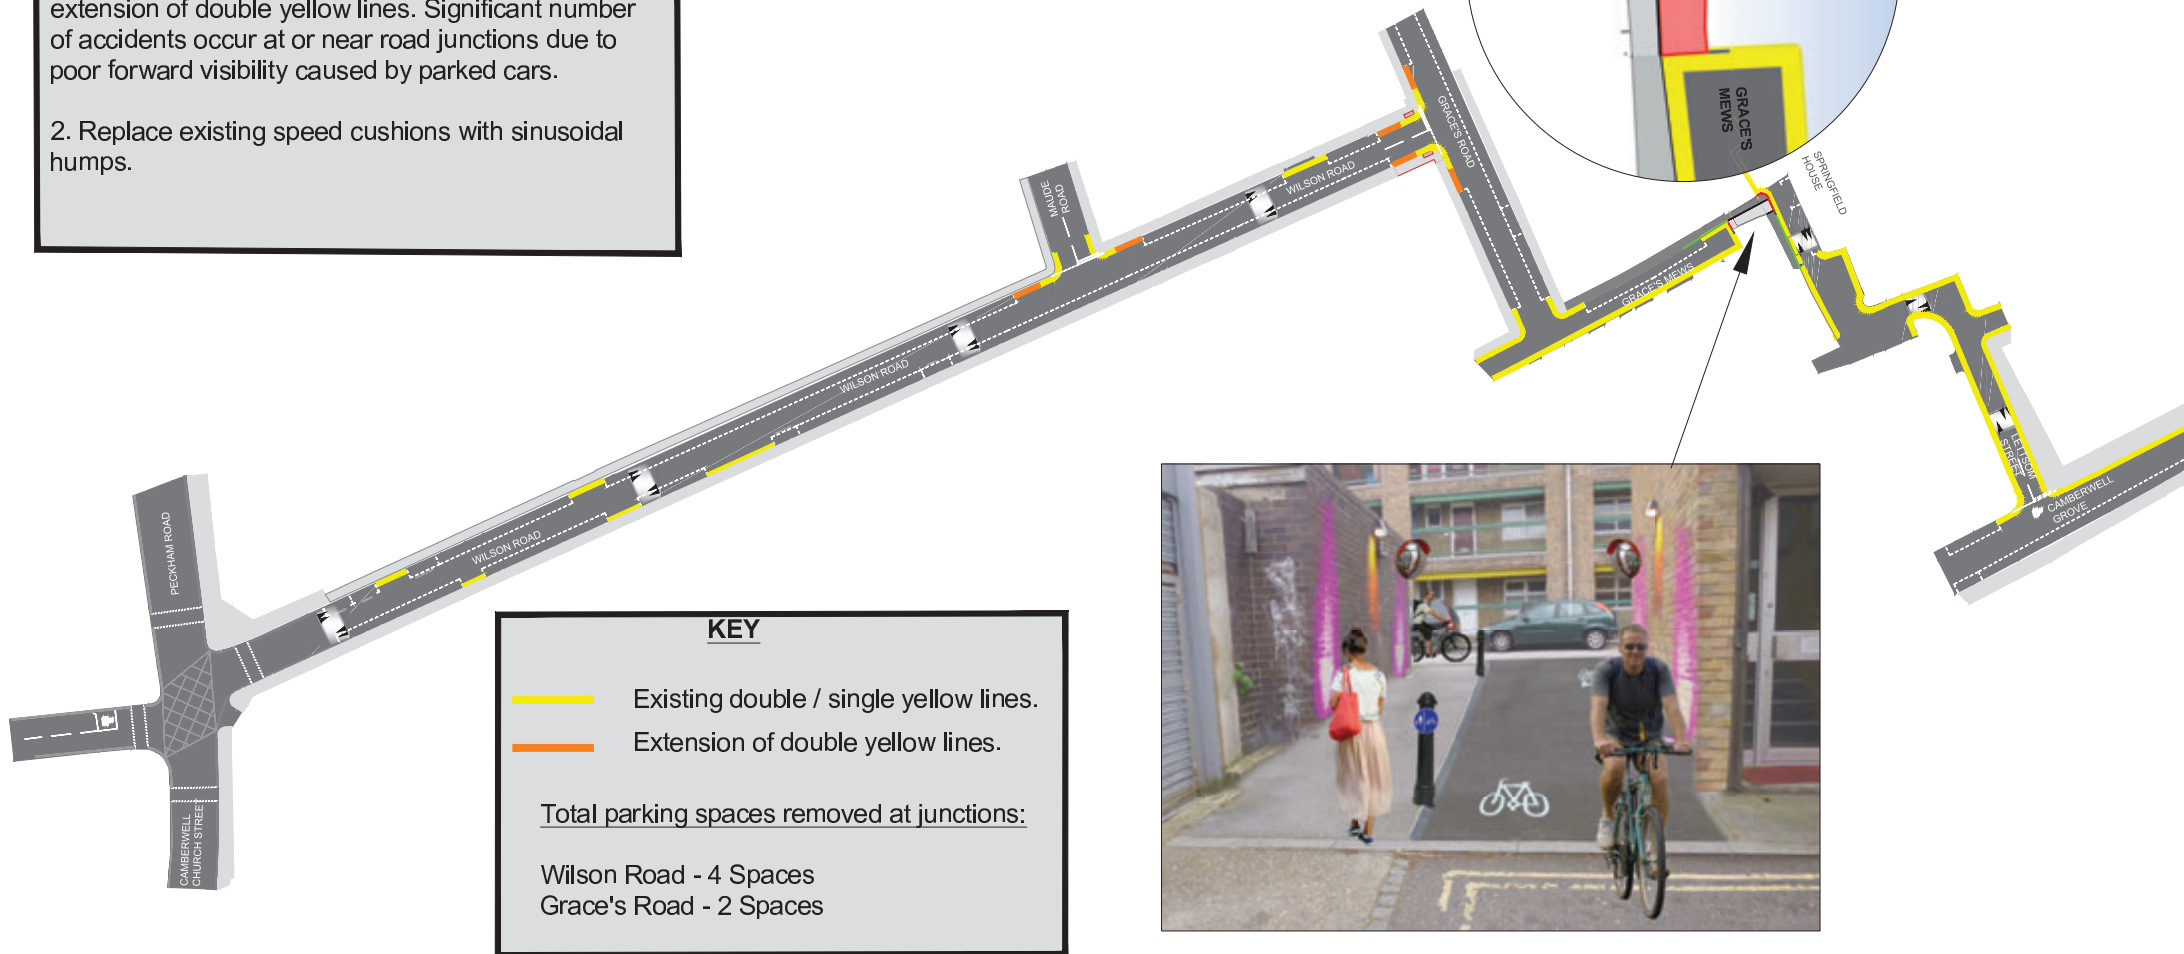 extension of double yellow lines. Significant number
of accidents occur at or near road junctions due to
poor forward visibility caused by parked cars.
2. Replace existing speed cushions with sinusoidal
humps.
GRACE'S
MEWS
SPRINGFIELD
HOUSE
GRACE'S ROAD
MAUDE
ROAD
WILSON ROAD
GRACE'S MEWS
WILSON ROAD
LETTSOM
STREET
CAMBERWELL
GROVE
WILSON ROAD
PECKHAM ROAD
CAMBERWELL
CHURCH STREET
KEY
Existing double / single yellow lines.
Extension of double yellow lines.
Total parking spaces removed at junctions:
Wilson Road - 4 Spaces
Grace's Road - 2 Spaces